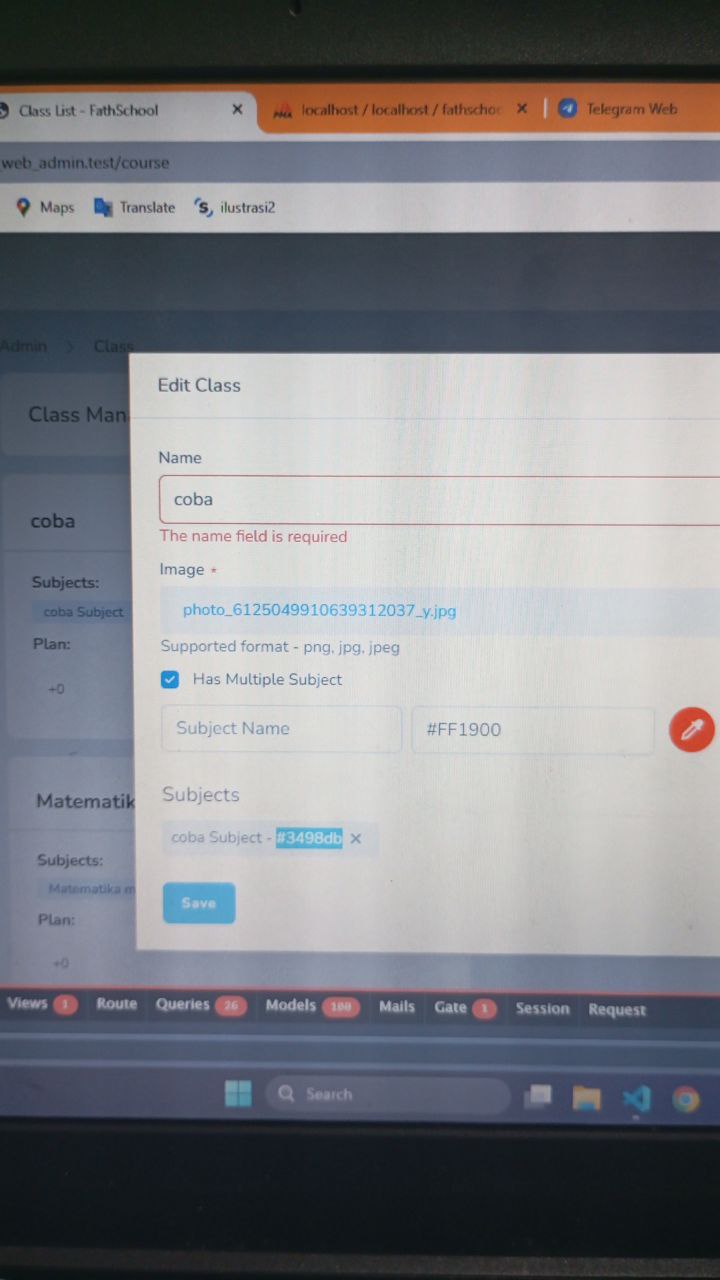 Class List - FathSchool
localhost / localhost / fathschoo
Telegram Web
web_admin.test/course
Maps Translate ilustrasi2
Admin Class
Edit Class
Class Man
Name
coba
coba
The name field is required
Image *
Subjects:
coba Subject
photo_6125049910639312037_y.jpg
Plan:
Supported format - png, jpg, jpeg
+0
Has Multiple Subject
Subject Name #FF1900
Subjects
Matematik
coba Subject - #3498db ×
Subjects:
Matematika m
Save
Plan:
+0
Views 1 Route Queries 26 Models 100 Mails Gate 1 Session Request
Search